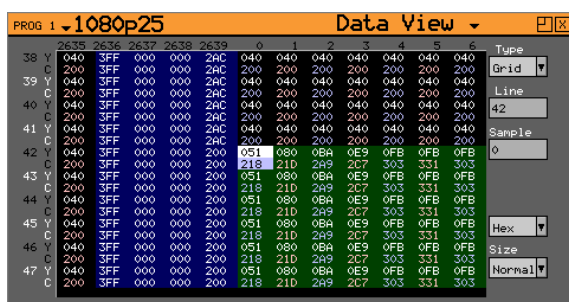 PROG 1 1080p25 Data View
2635 2636 2637 2638 2639 0 1 2 3 4 5 6 Type
38 Y 040 3FF 000 000 2AC 040 040 040 040 040 040 040 Grid
C 200 3FF 000 000 2AC 200 200 200 200 200 200 200
39 Y 040 3FF 000 000 2AC 040 040 040 040 040 040 040 Line
C 200 3FF 000 000 2AC 200 200 200 200 200 200 200
40 Y 040 3FF 000 000 2AC 040 040 040 040 040 040 040 42
C 200 3FF 000 000 2AC 200 200 200 200 200 200 200
41 Y 040 3FF 000 000 2AC 040 040 040 040 040 040 040 Sample
C 200 3FF 000 000 2AC 200 200 200 200 200 200 200
42 Y 040 3FF 000 000 200 051 080 0BA 0E9 0FB 0FB 0FB 0
C 200 3FF 000 000 200 218 21D 2A9 2C7 303 331 303
43 Y 040 3FF 000 000 200 051 080 0BA 0E9 0FB 0FB 0FB
C 200 3FF 000 000 200 218 21D 2A9 2C7 303 331 303
44 Y 040 3FF 000 000 200 051 080 0BA 0E9 0FB 0FB 0FB
C 200 3FF 000 000 200 218 21D 2A9 2C7 303 331 303
45 Y 040 3FF 000 000 200 051 080 0BA 0E9 0FB 0FB 0FB Hex
C 200 3FF 000 000 200 218 21D 2A9 2C7 303 331 303
46 Y 040 3FF 000 000 200 051 080 0BA 0E9 0FB 0FB 0FB Size
C 200 3FF 000 000 200 218 21D 2A9 2C7 303 331 303
47 Y 040 3FF 000 000 200 051 080 0BA 0E9 0FB 0FB 0FB Normal
C 200 3FF 000 000 200 218 21D 2A9 2C7 303 331 303